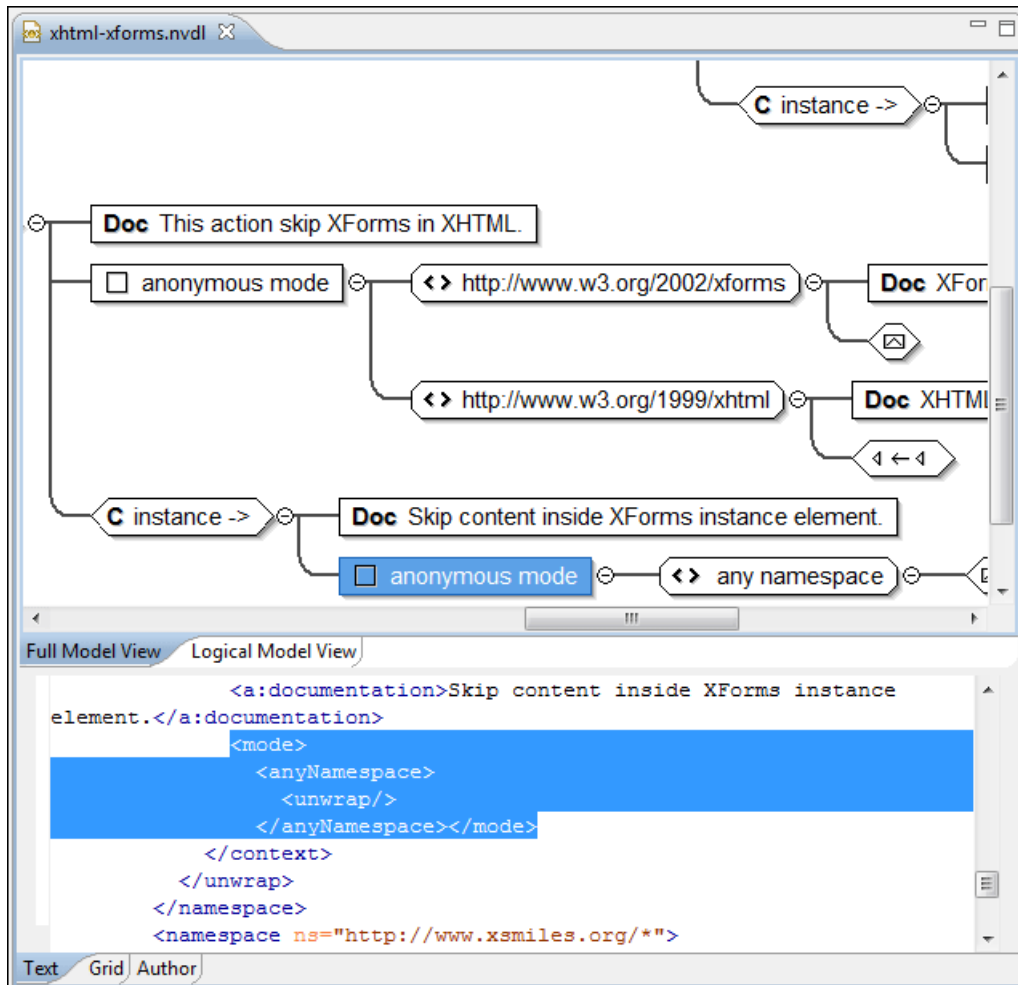 xhtml-xforms.nvdl
C instance ->
Doc This action skip XForms in XHTML.
anonymous mode
<> http://www.w3.org/2002/xforms
Doc XFor
<> http://www.w3.org/1999/xhtml
Doc XHTML
C instance ->
Doc Skip content inside XForms instance element.
anonymous mode
<> any namespace
Full Model View Logical Model View
<a:documentation>Skip content inside XForms instance
element.</a:documentation>
<mode>
<anyNamespace>
<unwrap/>
</anyNamespace></mode>
</context>
</unwrap>
</namespace>
<namespace ns="http://www.xsmiles.org/*">
Text Grid Author